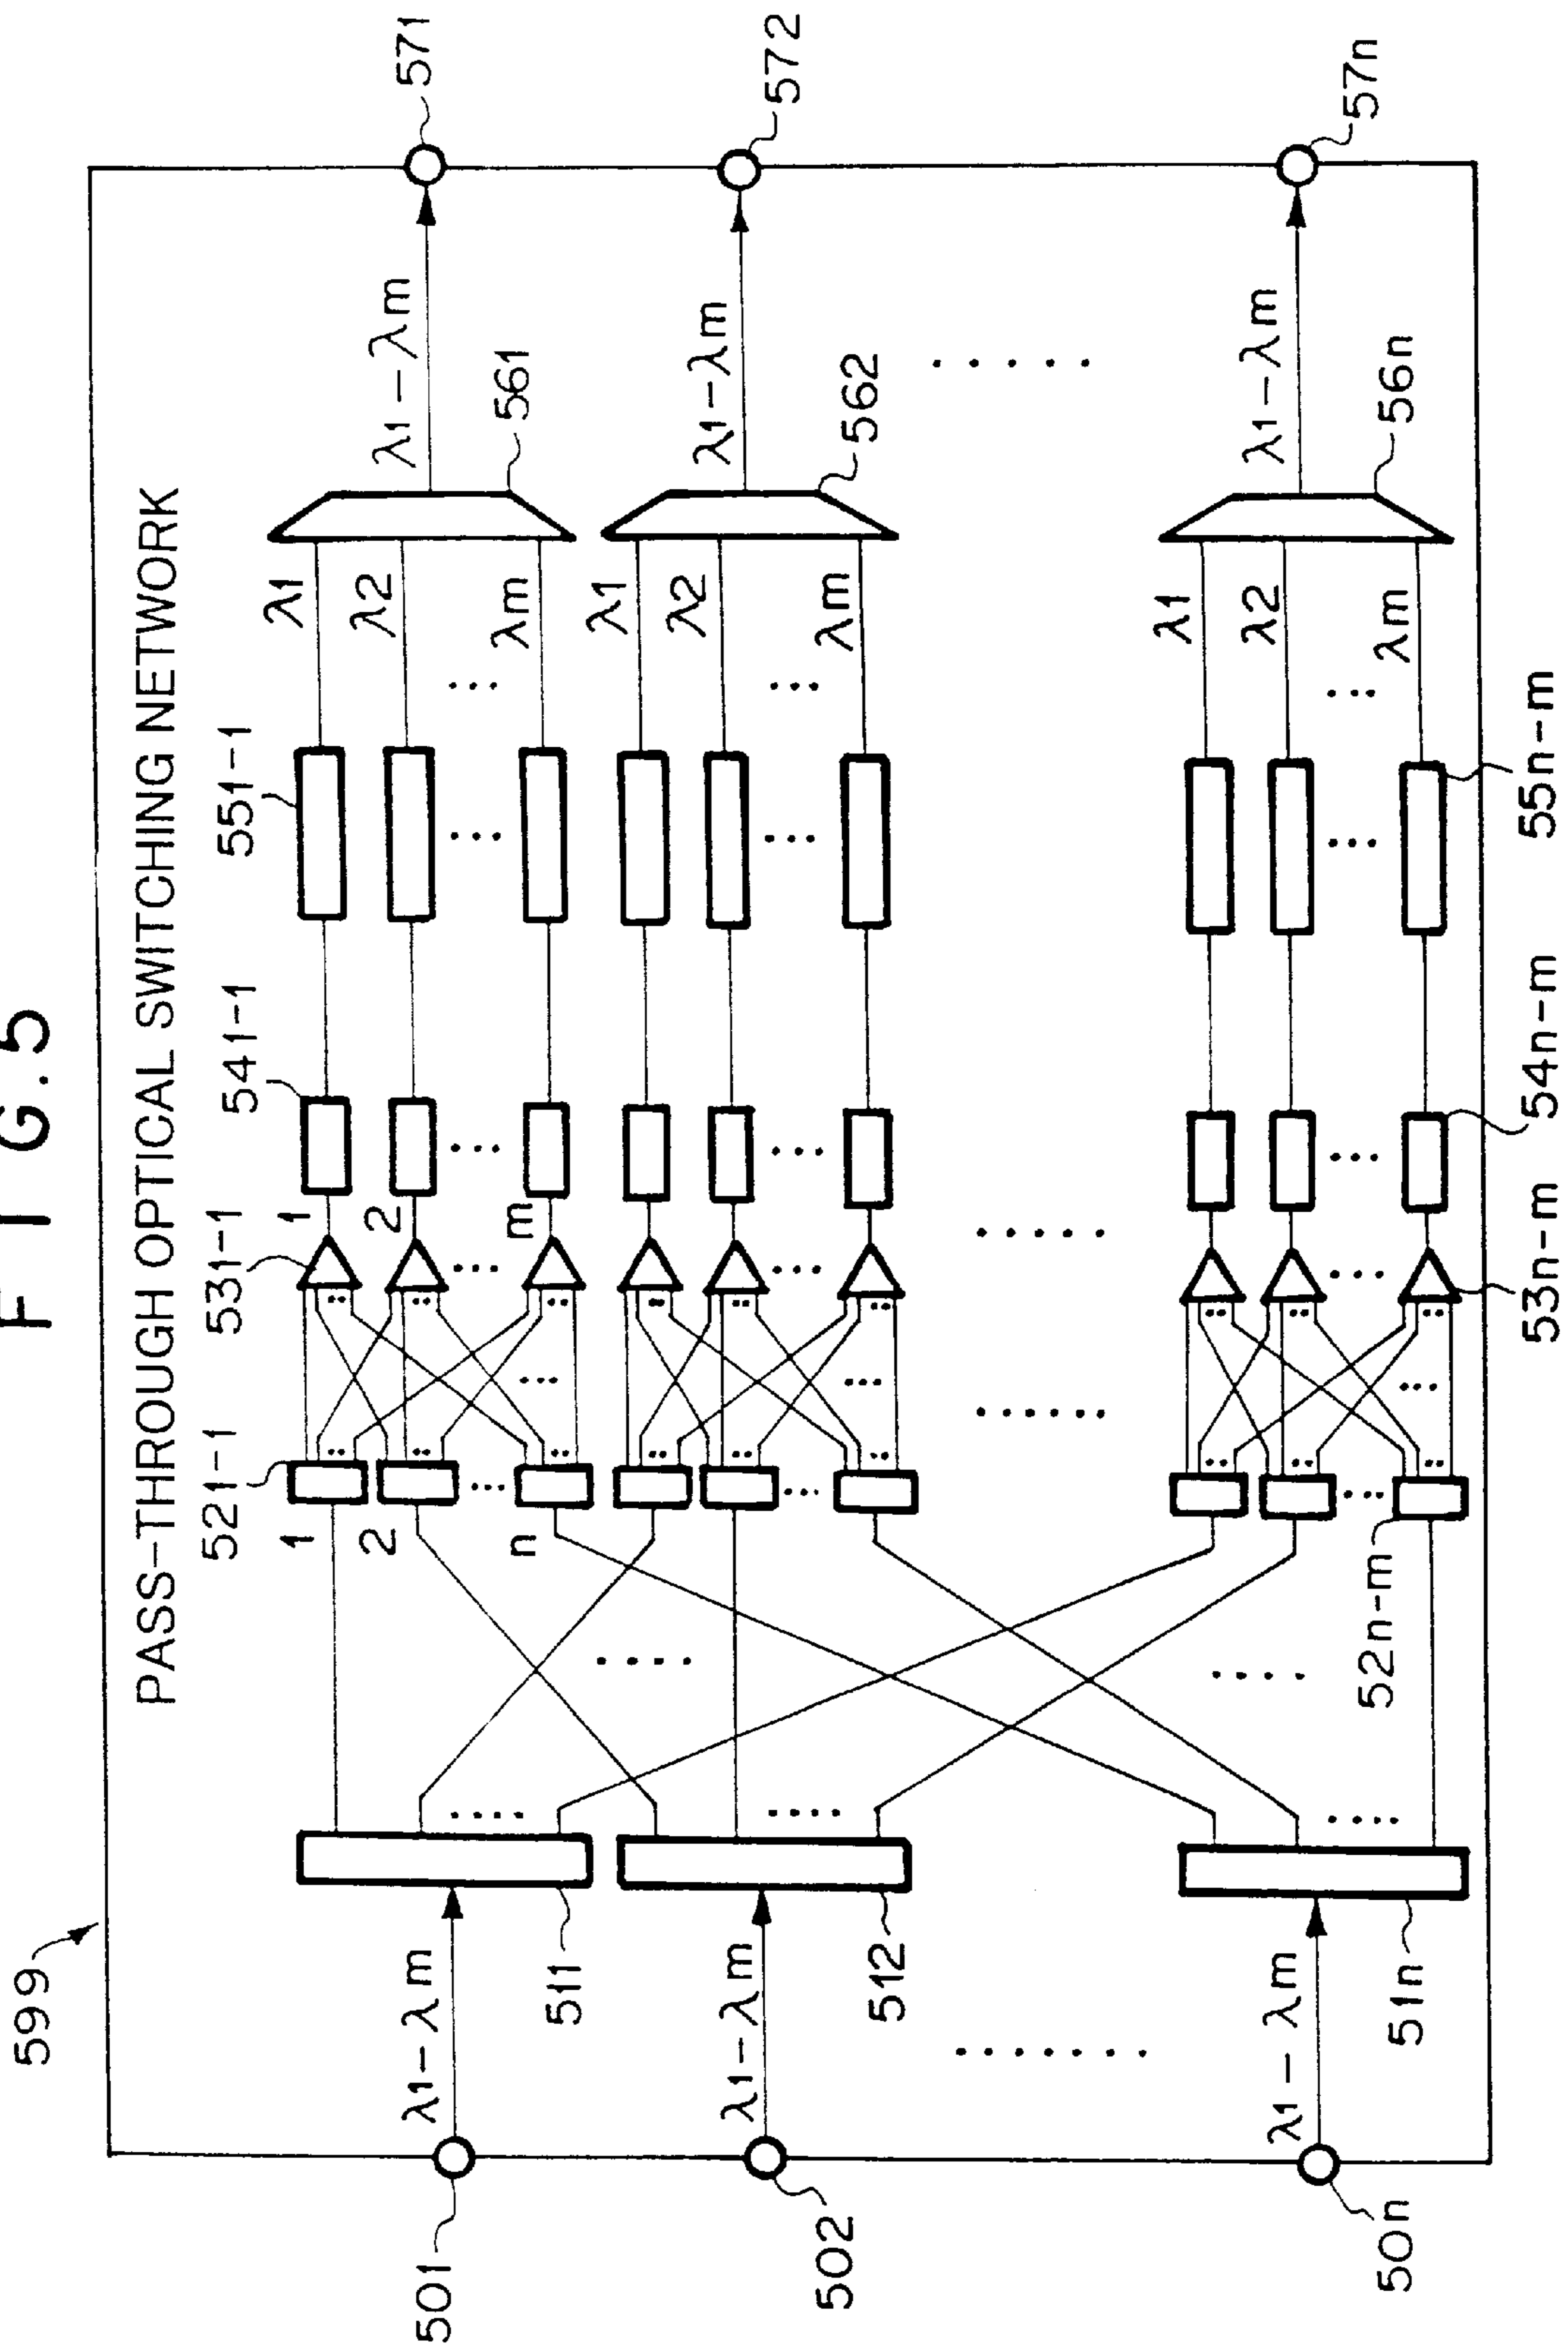 FIG.5
599
PASS-THROUGH OPTICAL SWITCHING NETWORK
521-1
531-1
541-1
551-1
1
2
n
1
2
m
λ1
λ2
λm
λ1
λ2
λm
λ1
λ2
λm
501
λ1-λm
511
561
λ1-λm
571
502
λ1-λm
512
562
λ1-λm
572
50n
λ1-λm
51n
52n-m
53n-m
54n-m
55n-m
56n
λ1-λm
57n